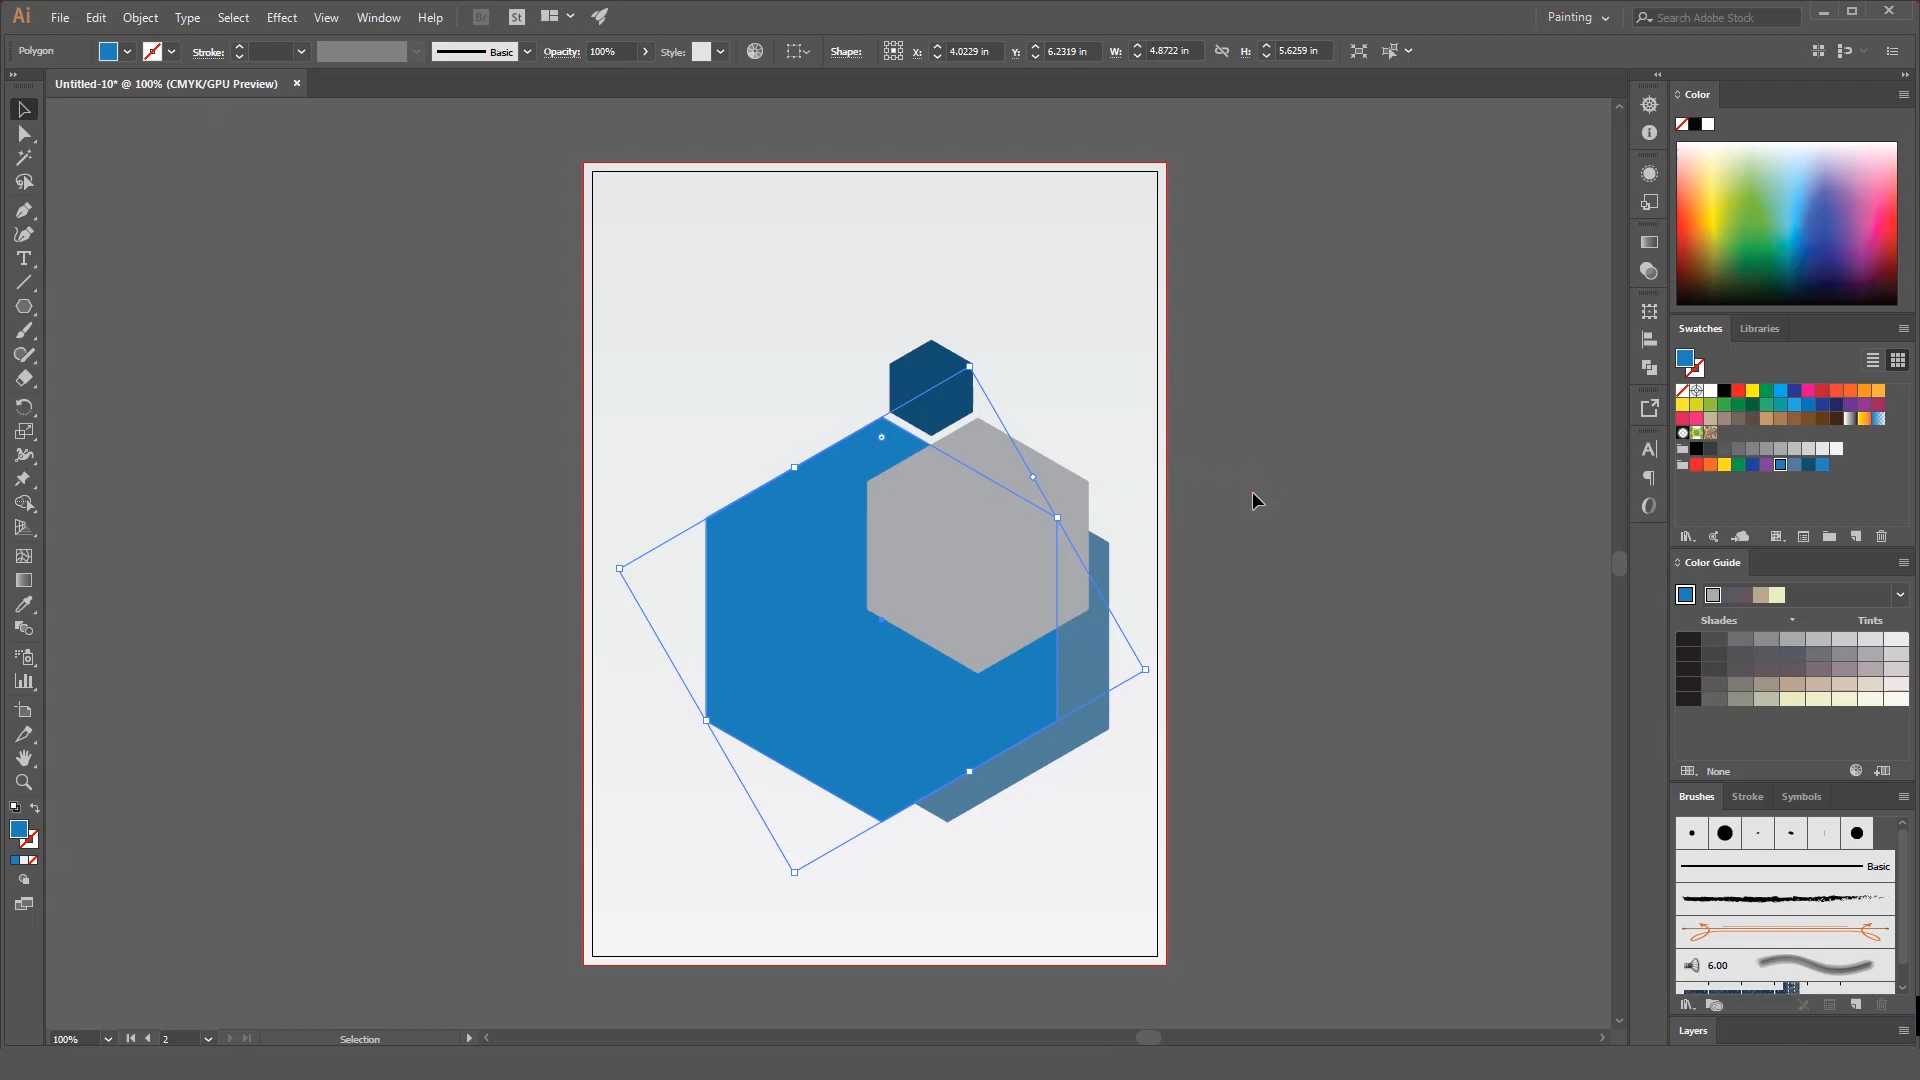 Ai File Edit Object Type Select Effect View Window Help Br St Painting Search Adobe Stock
Polygon Stroke: Basic Opacity: 100% Style: Shape: X: 4.0229 in Y: 6.2319 in W: 4.8722 in H: 5.6259 in
Untitled-10* @ 100% (CMYK/GPU Preview)
Color
Swatches Libraries
Color Guide
Shades Tints
None
Brushes Stroke Symbols
Basic
6.00
Layers
100% 2 Selection